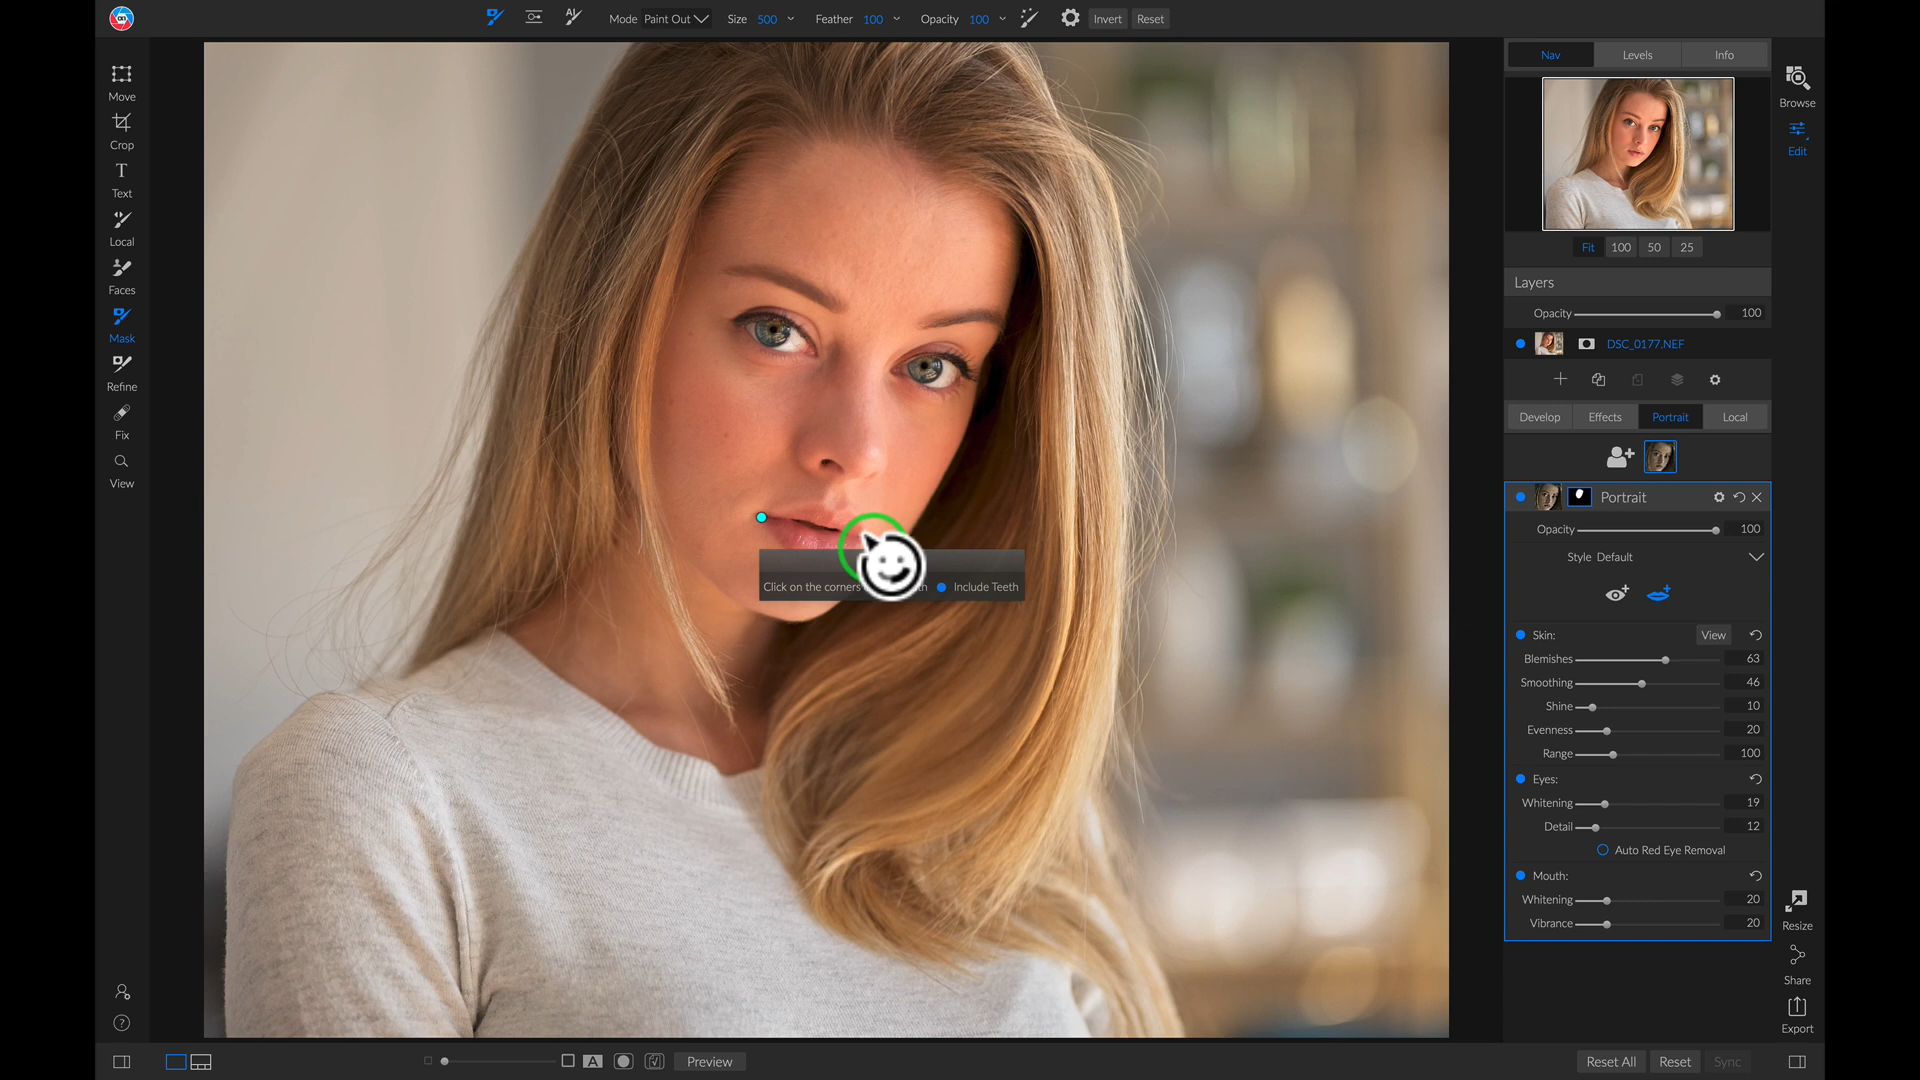 Mode Paint Out Size 500 Feather 100 Opacity 100 Invert Reset
Move
Crop
T
Text
Local
Faces
Mask
Refine
Fix
View
Click on the corners
Include Teeth
Nav Levels Info
Fit 100 50 25
Layers
Opacity 100
DSC_0177.NEF
Develop Effects Portrait Local
Portrait
Opacity 100
Style Default
Skin: View
Blemishes 63
Smoothing 46
Shine 10
Evenness 20
Range 100
Eyes:
Whitening 19
Detail 12
Auto Red Eye Removal
Mouth:
Whitening 20
Vibrance 20
Browse
Edit
Resize
Share
Export
A Preview
Reset All Reset Sync